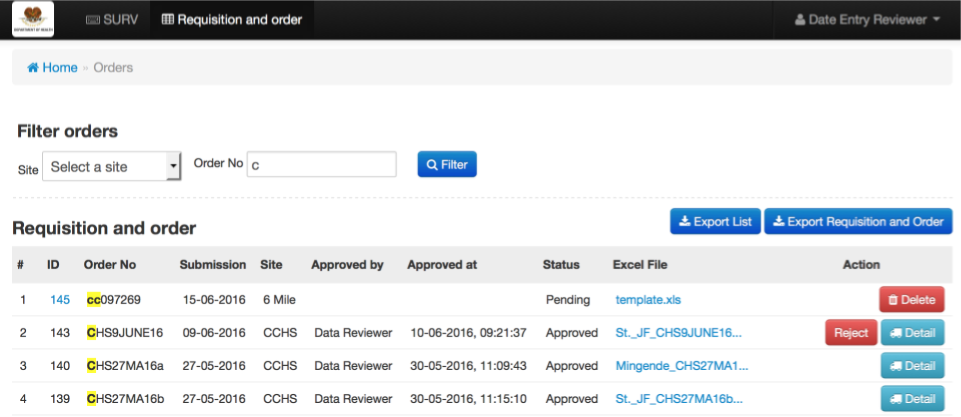 DEPARTMENT OF HEALTH
SURV Requisition and order Date Entry Reviewer
Home » Orders
Filter orders
Site Select a site Order No c Filter
Requisition and order Export List Export Requisition and Order
# ID Order No Submission Site Approved by Approved at Status Excel File Action
1 145 cc097269 15-06-2016 6 Mile Pending template.xls Delete
2 143 CHS9JUNE16 09-06-2016 CCHS Data Reviewer 10-06-2016, 09:21:37 Approved St._JF_CHS9JUNE16... Reject Detail
3 140 CHS27MA16a 27-05-2016 CCHS Data Reviewer 30-05-2016, 11:09:43 Approved Mingende_CHS27MA1... Detail
4 139 CHS27MA16b 27-05-2016 CCHS Data Reviewer 30-05-2016, 11:15:10 Approved St._JF_CHS27MA16b... Detail